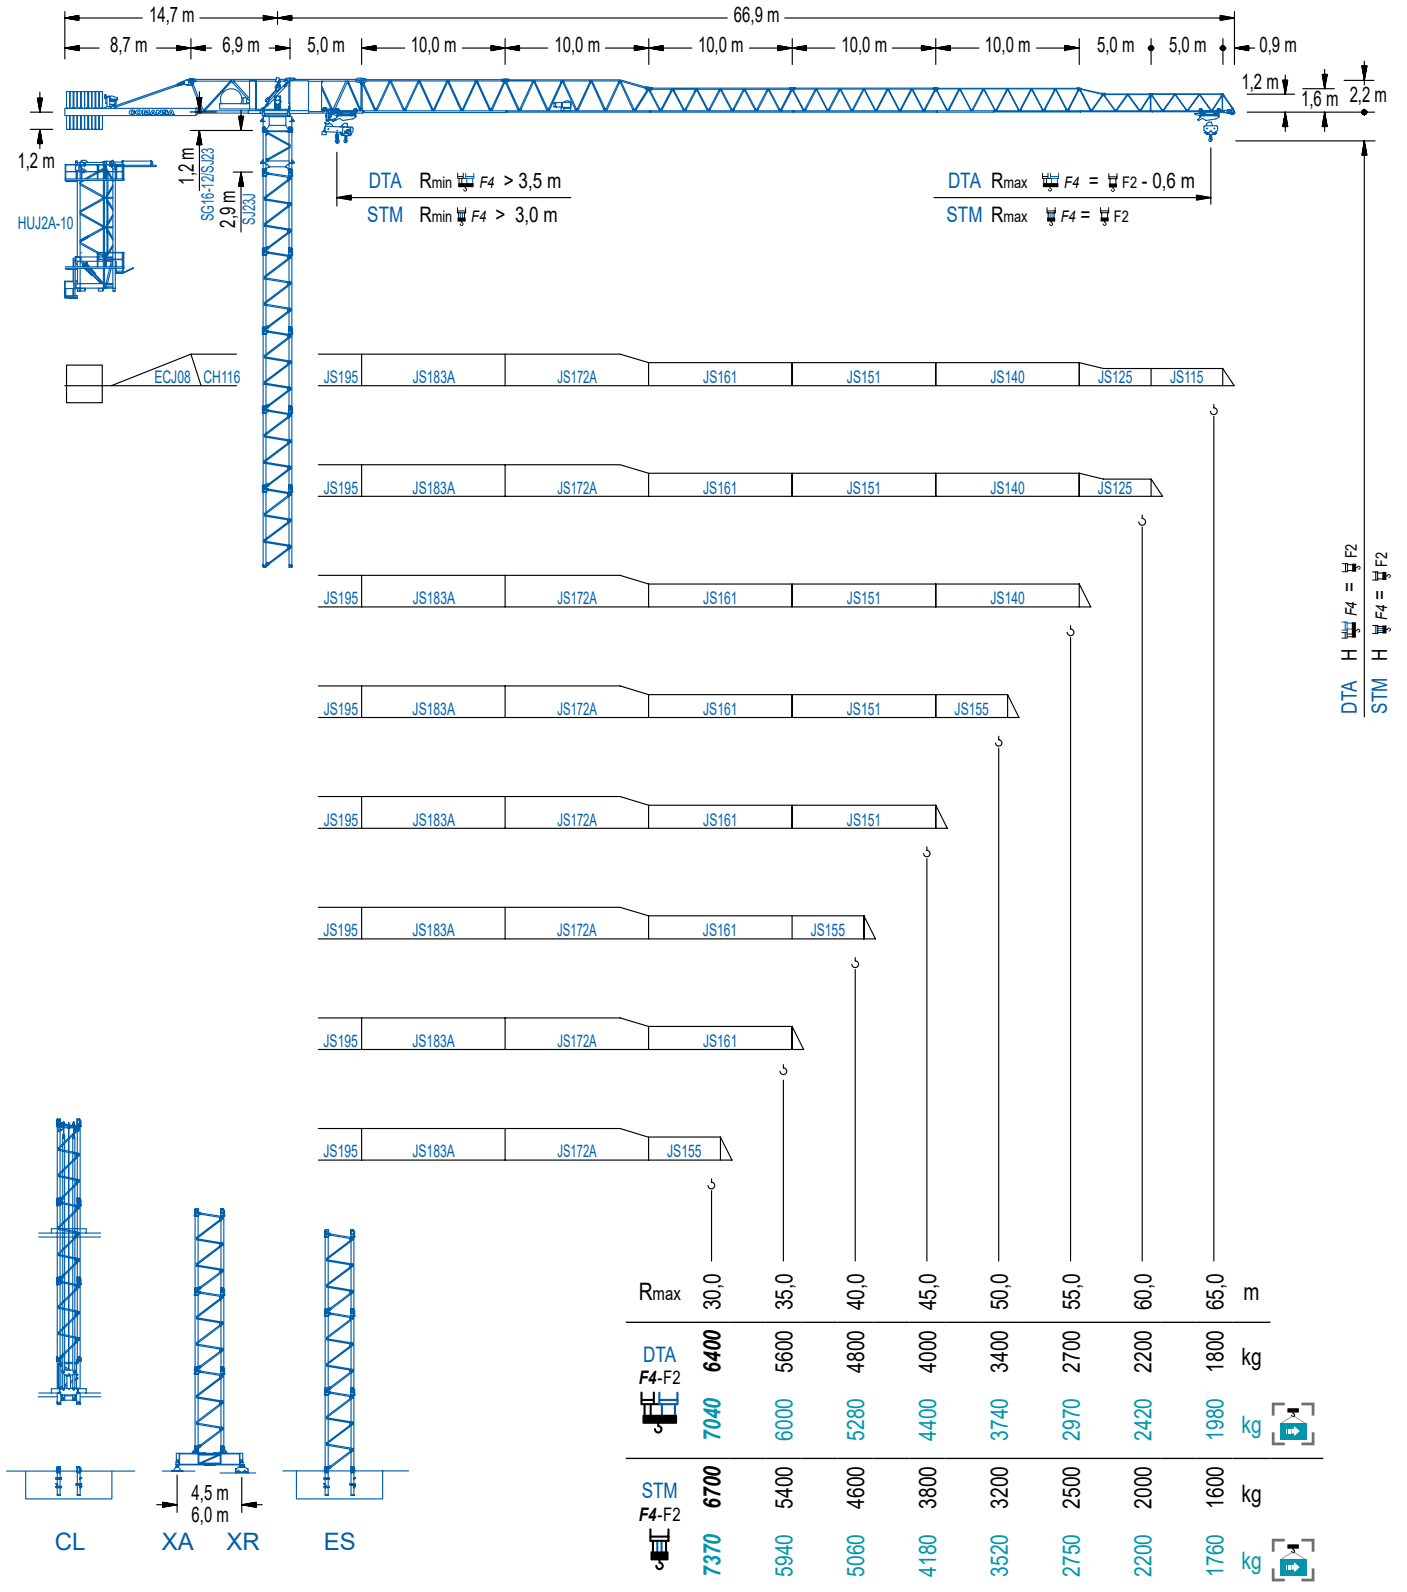 14,7 m 66,9 m
8,7 m 6,9 m 5,0 m 10,0 m 10,0 m 10,0 m 10,0 m 10,0 m 5,0 m 5,0 m 0,9 m
COMANSA
1,2 m 1,6 m 2,2 m
1,2 m
1,2 m
SG16-12/SJ23
2,9 m
SJ23J
HUJ2A-10
DTA Rmin F4 > 3,5 m
STM Rmin F4 > 3,0 m
DTA Rmax F4 = F2 - 0,6 m
STM Rmax F4 = F2
ECJ08 CH116 JS195 JS183A JS172A JS161 JS151 JS140 JS125 JS115
JS195 JS183A JS172A JS161 JS151 JS140 JS125
JS195 JS183A JS172A JS161 JS151 JS140
JS195 JS183A JS172A JS161 JS151 JS155
JS195 JS183A JS172A JS161 JS151
JS195 JS183A JS172A JS161 JS155
JS195 JS183A JS172A JS161
JS195 JS183A JS172A JS155
DTA H F4 = F2
STM H F4 = F2
Rmax 30,0 35,0 40,0 45,0 50,0 55,0 60,0 65,0 m
DTA 6400 5600 4800 4000 3400 2700 2200 1800 kg
F4-F2
7040 6000 5280 4400 3740 2970 2420 1980 kg
STM 6700 5400 4600 3800 3200 2500 2000 1600 kg
F4-F2
7370 5940 5060 4180 3520 2750 2200 1760 kg
4,5 m
6,0 m
CL XA XR ES